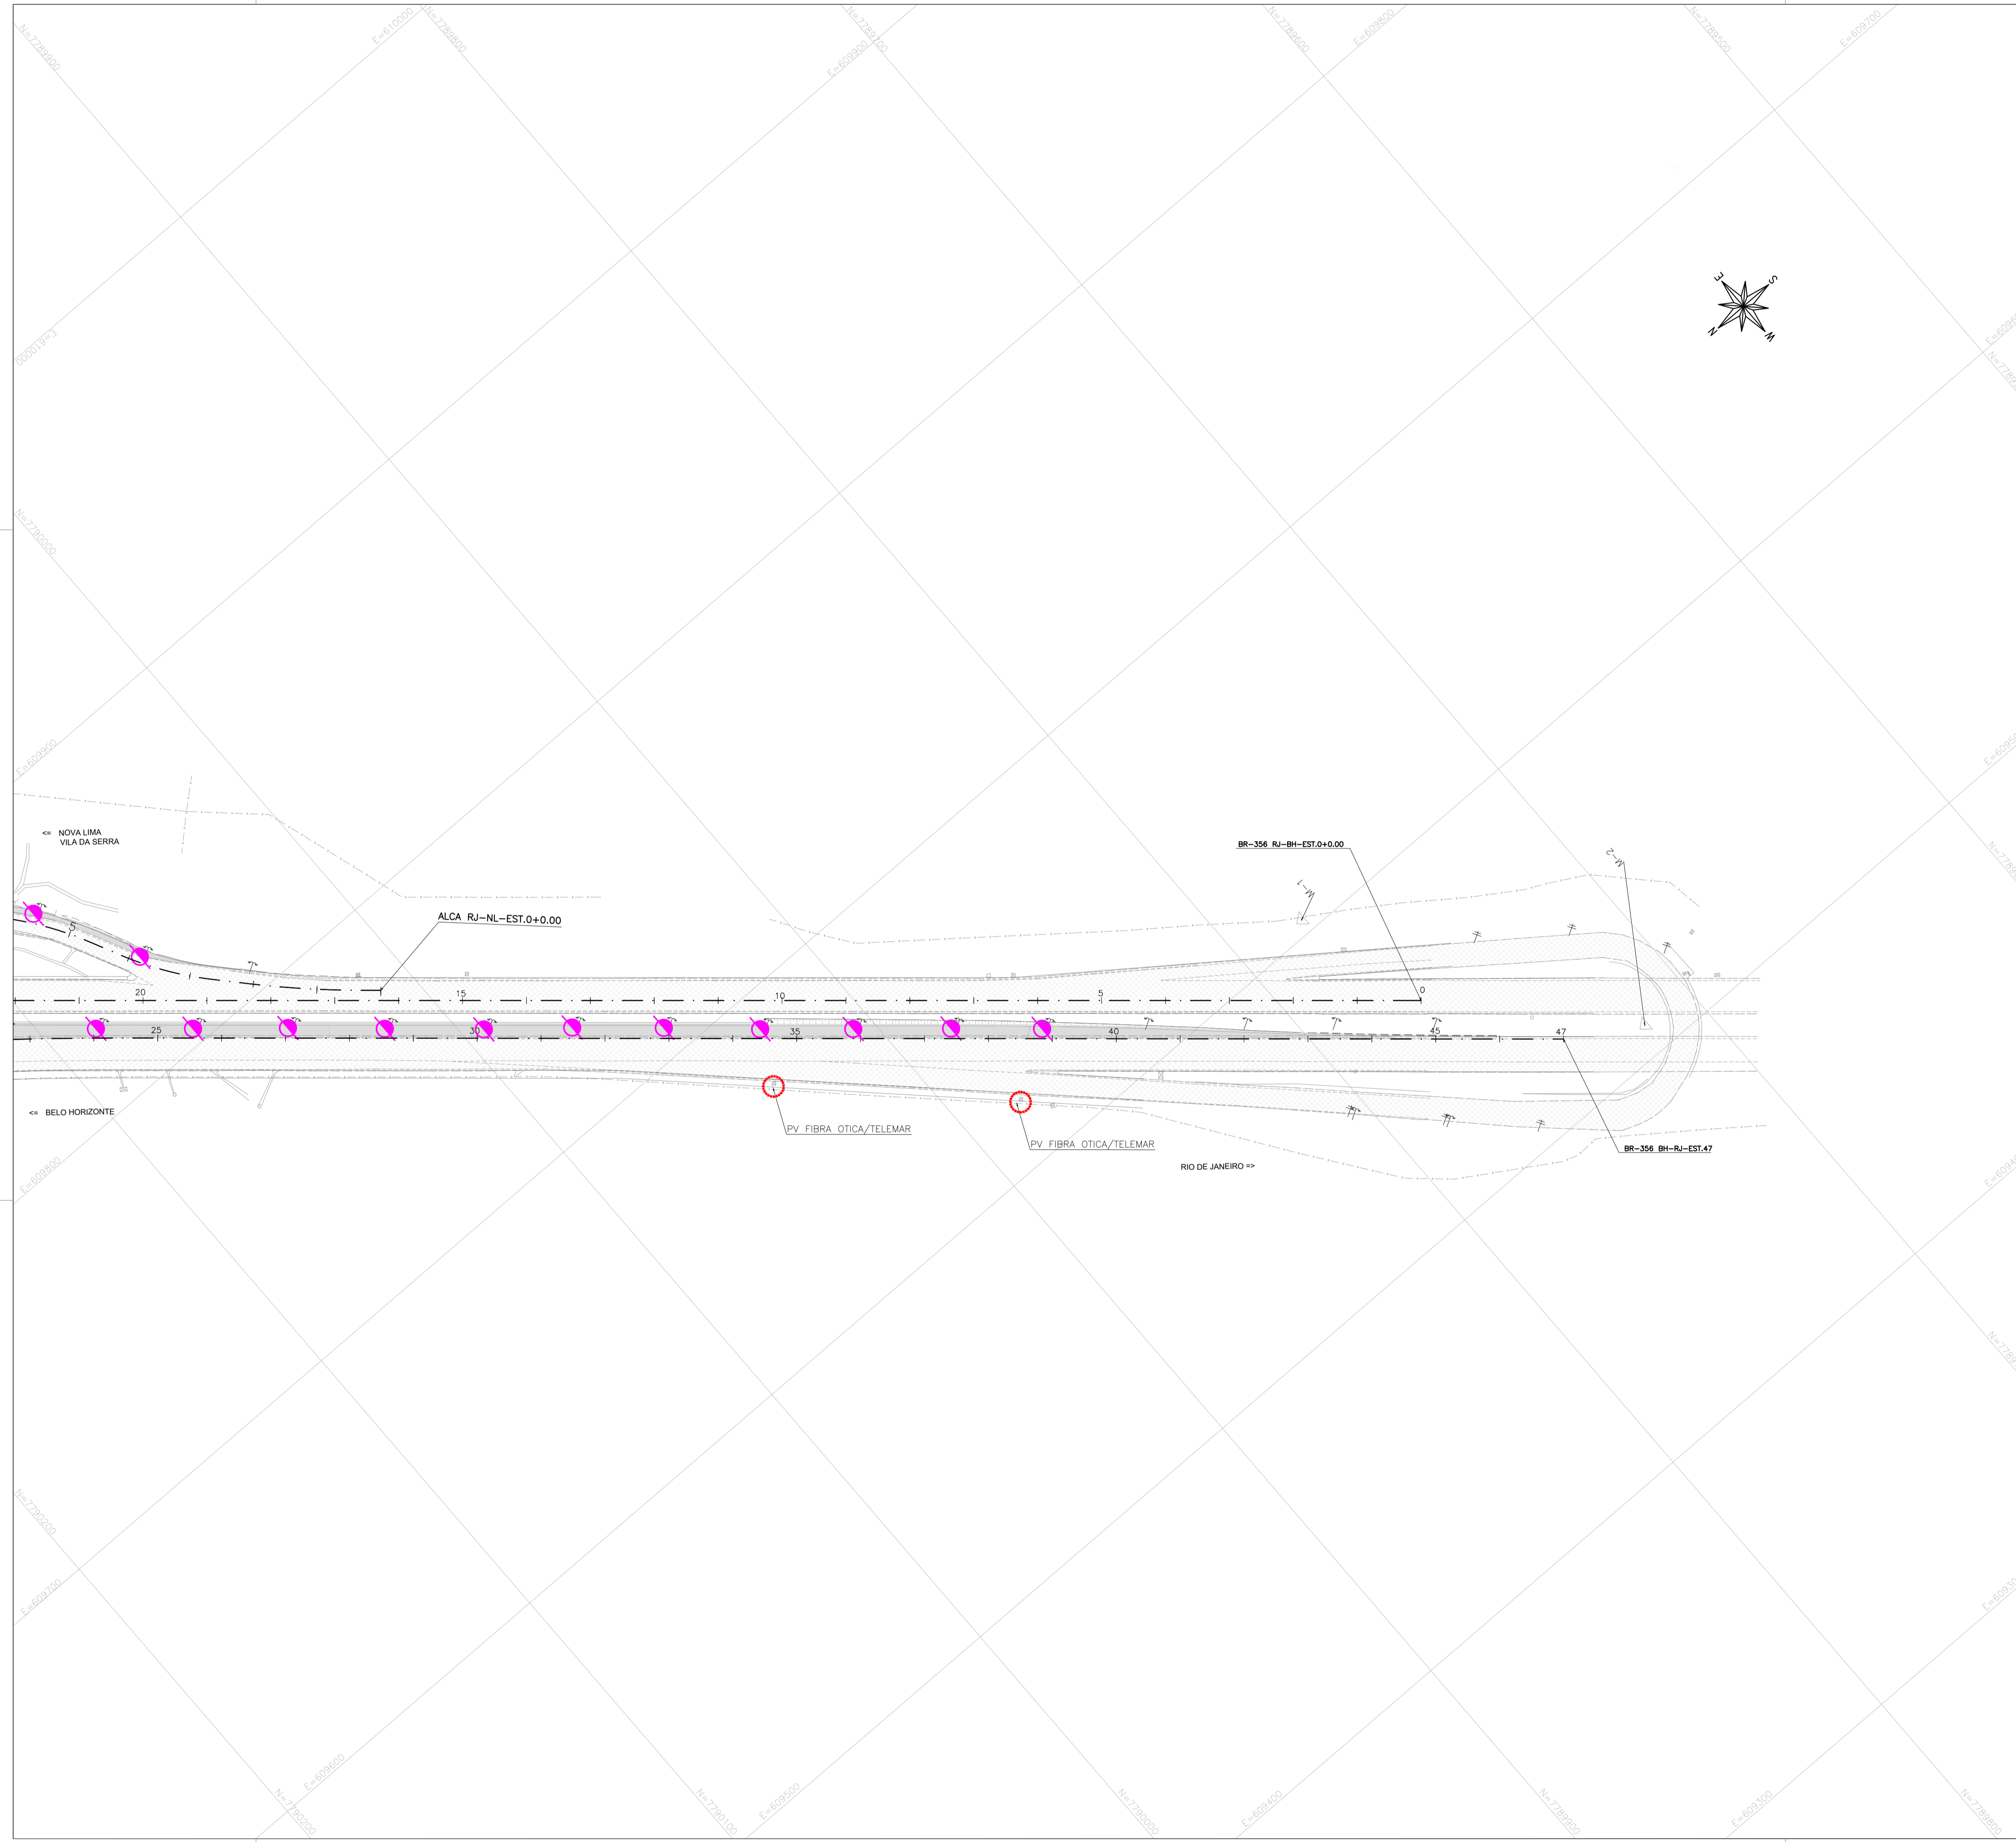 N=7789900
E=610000
N=7789800
E=609900
N=7789700
N=7789600
E=609800
N=7789500
E=609700
E
S
N
W
E=610000
N=7790000
E=609900
<= NOVA LIMA
VILA DA SERRA
BR-356 RJ-BH-EST.0+0.00
M-1
M-2
ALCA RJ-NL-EST.0+0.00
5
20
15
10
5
0
25
30
35
40
45
47
<= BELO HORIZONTE
PV FIBRA OTICA/TELEMAR
PV FIBRA OTICA/TELEMAR
RIO DE JANEIRO =>
BR-356 BH-RJ-EST.47
E=609800
N=7790200
E=609700
E=609600
N=7790200
E=609500
N=7790100
N=7790000
E=609400
N=7789900
E=609300
N=7789800